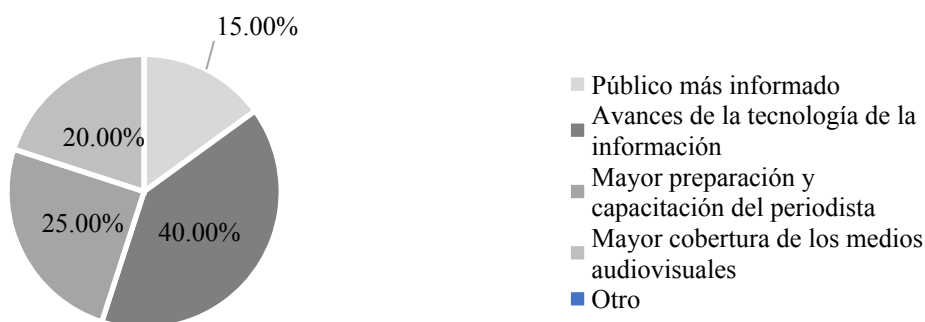 15.00%
20.00%
25.00%
40.00%
Público más informado
Avances de la tecnología de la
información
Mayor preparación y
capacitación del periodista
Mayor cobertura de los medios
audiovisuales
Otro